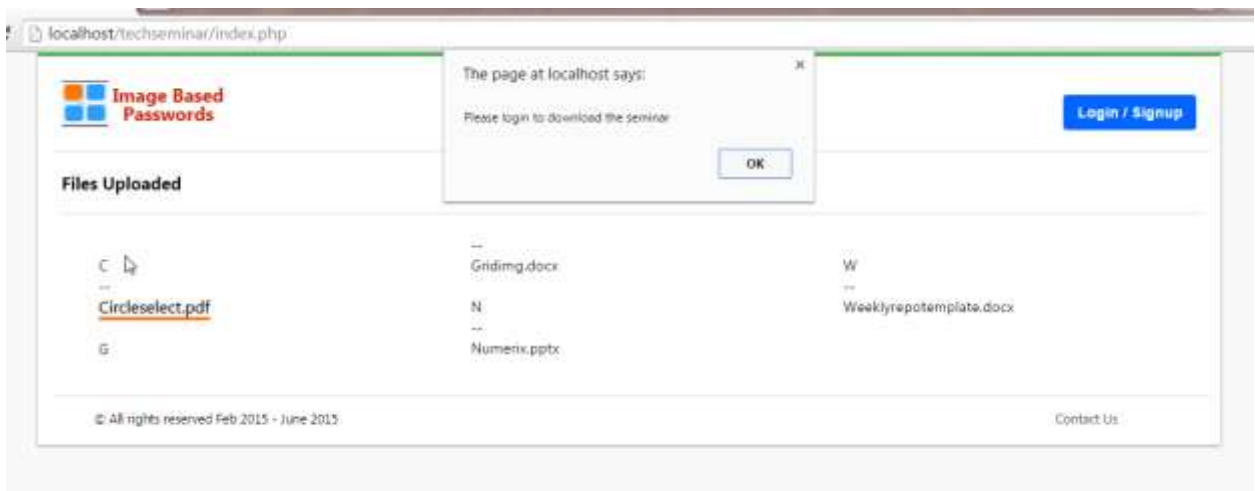 localhost/techseminar/index.php
The page at localhost says:
Please login to download the seminar
OK
Image Based
Passwords
Login / Signup
Files Uploaded
C
--
Circleselect.pdf
G
--
Gridimg.docx
N
--
Numerix.pptx
W
--
Weeklyrepotemplate.docx
© All rights reserved Feb 2015 - June 2015
Contact Us